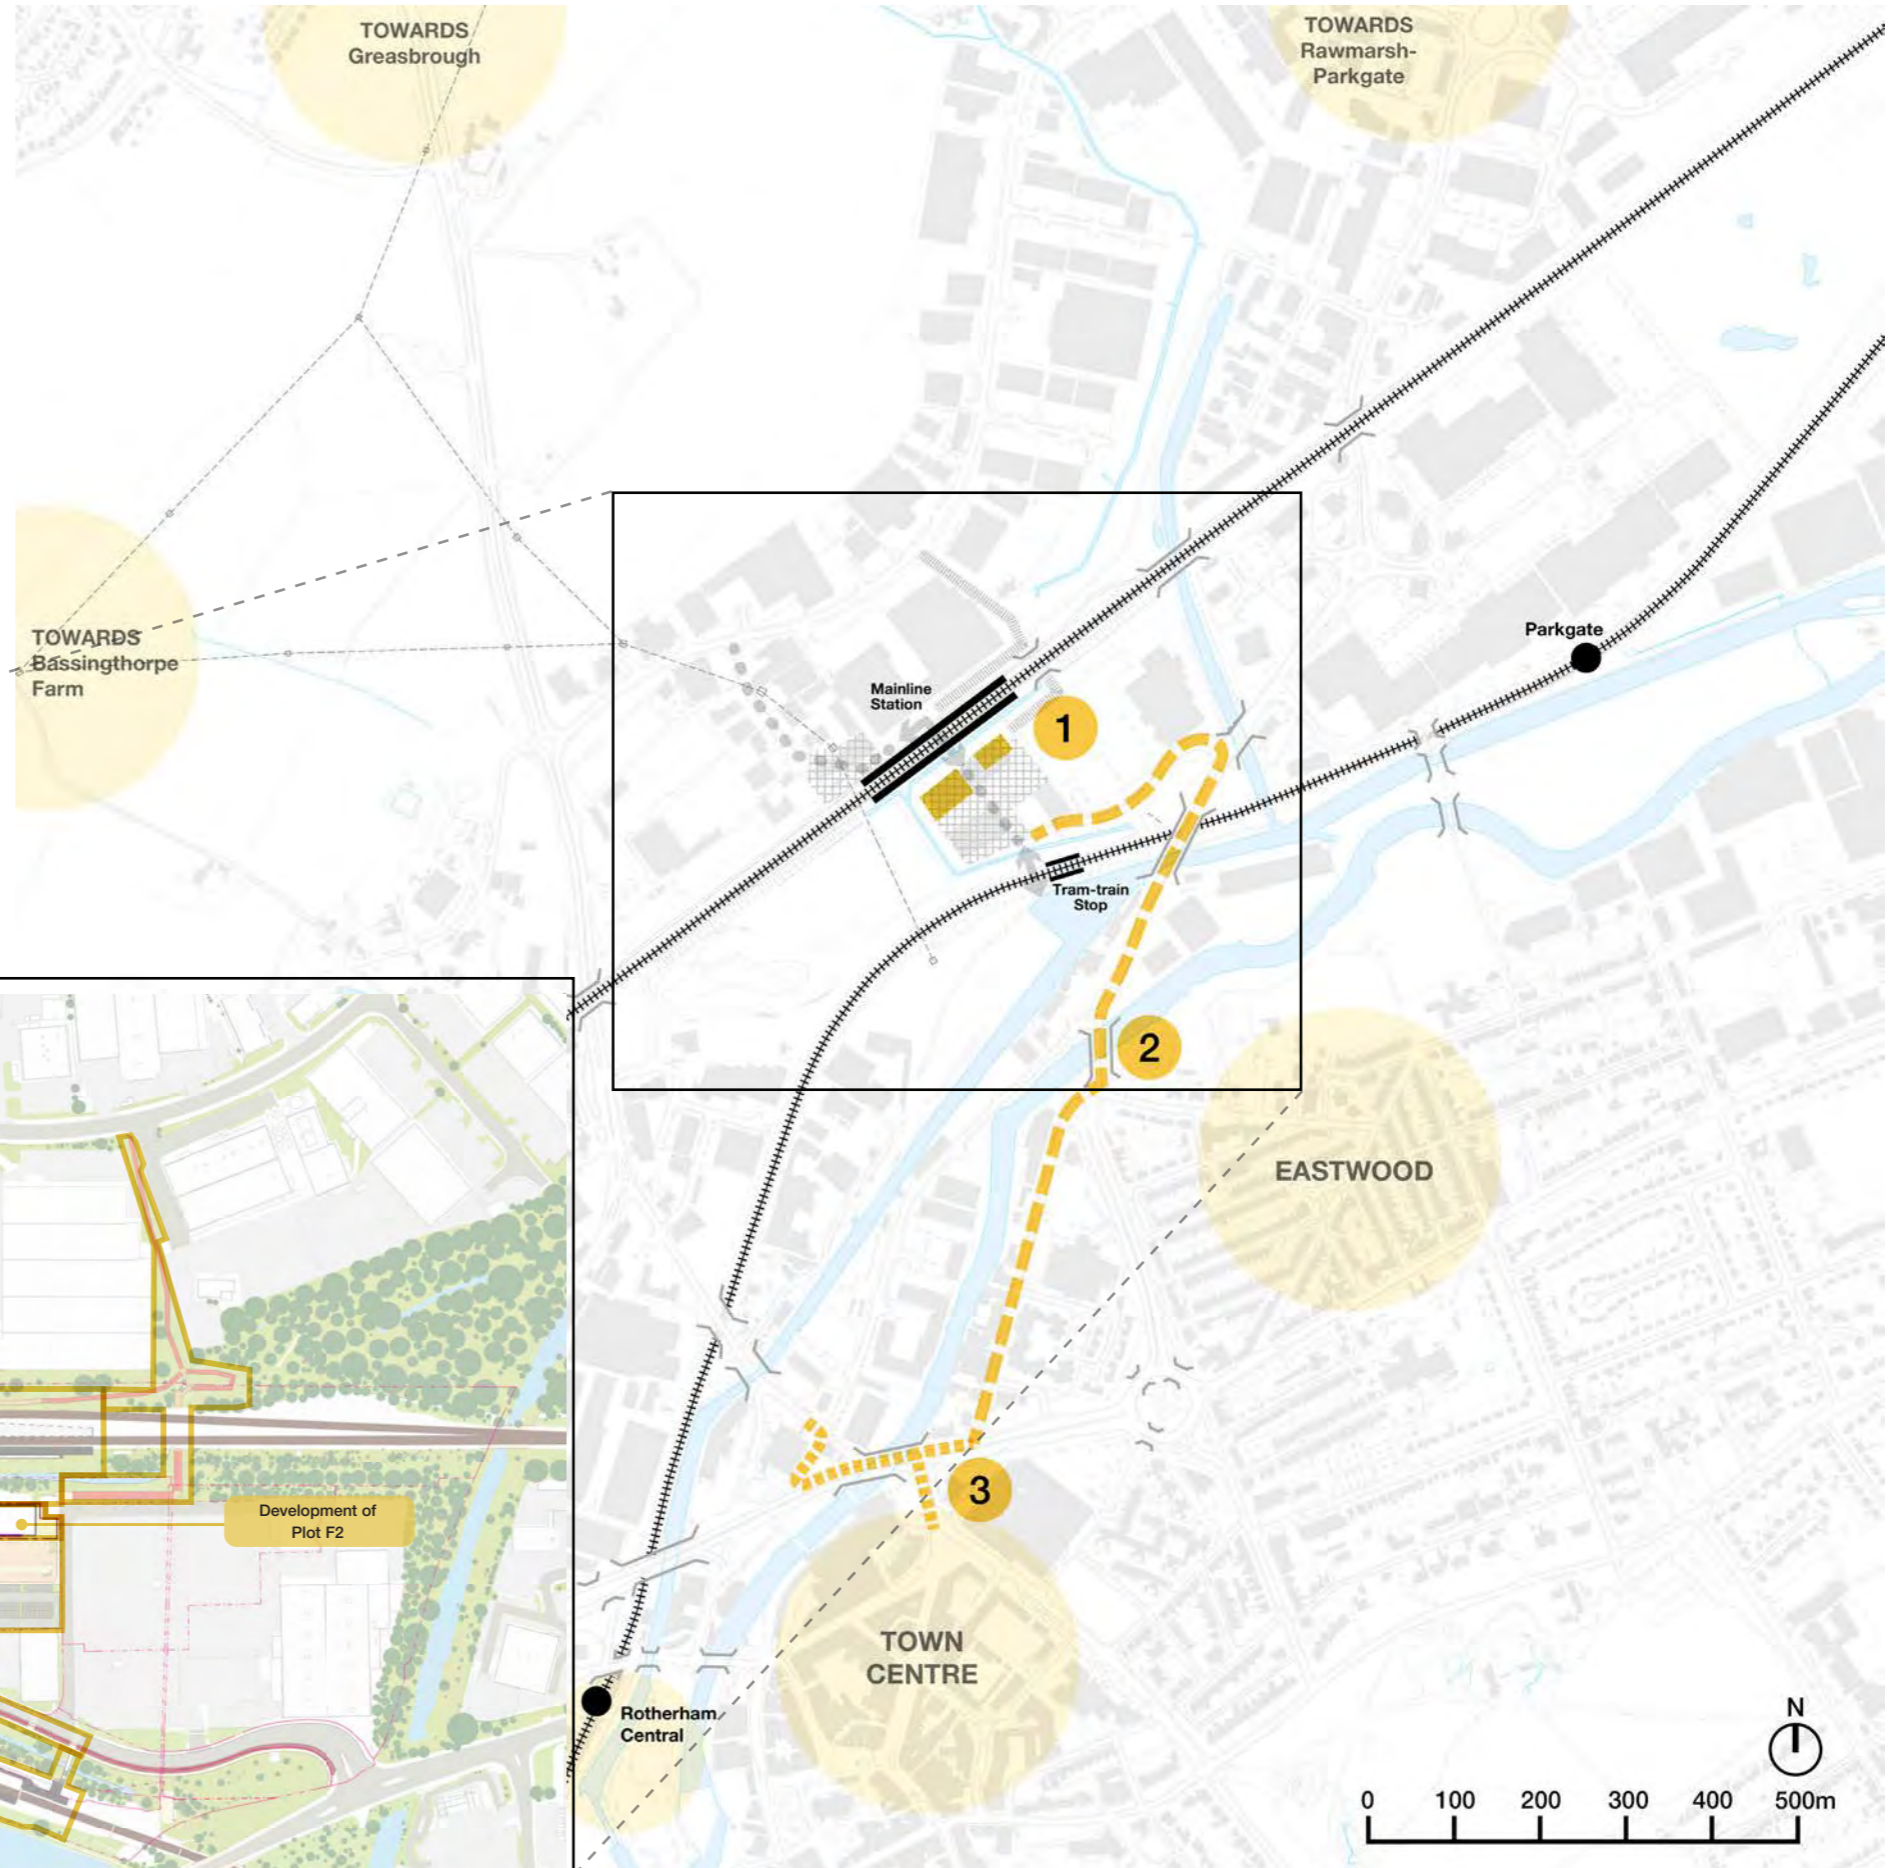 TOWARDS
Greasbrough
TOWARDS
Rawmarsh-
Parkgate
TOWARDS
Bassingthorpe
Farm
Mainline
Station
1
Parkgate
Tram-train
Stop
2
EASTWOOD
3
Development of
Plot F2
TOWN
CENTRE
Rotherham
Central
N
0 100 200 300 400 500m